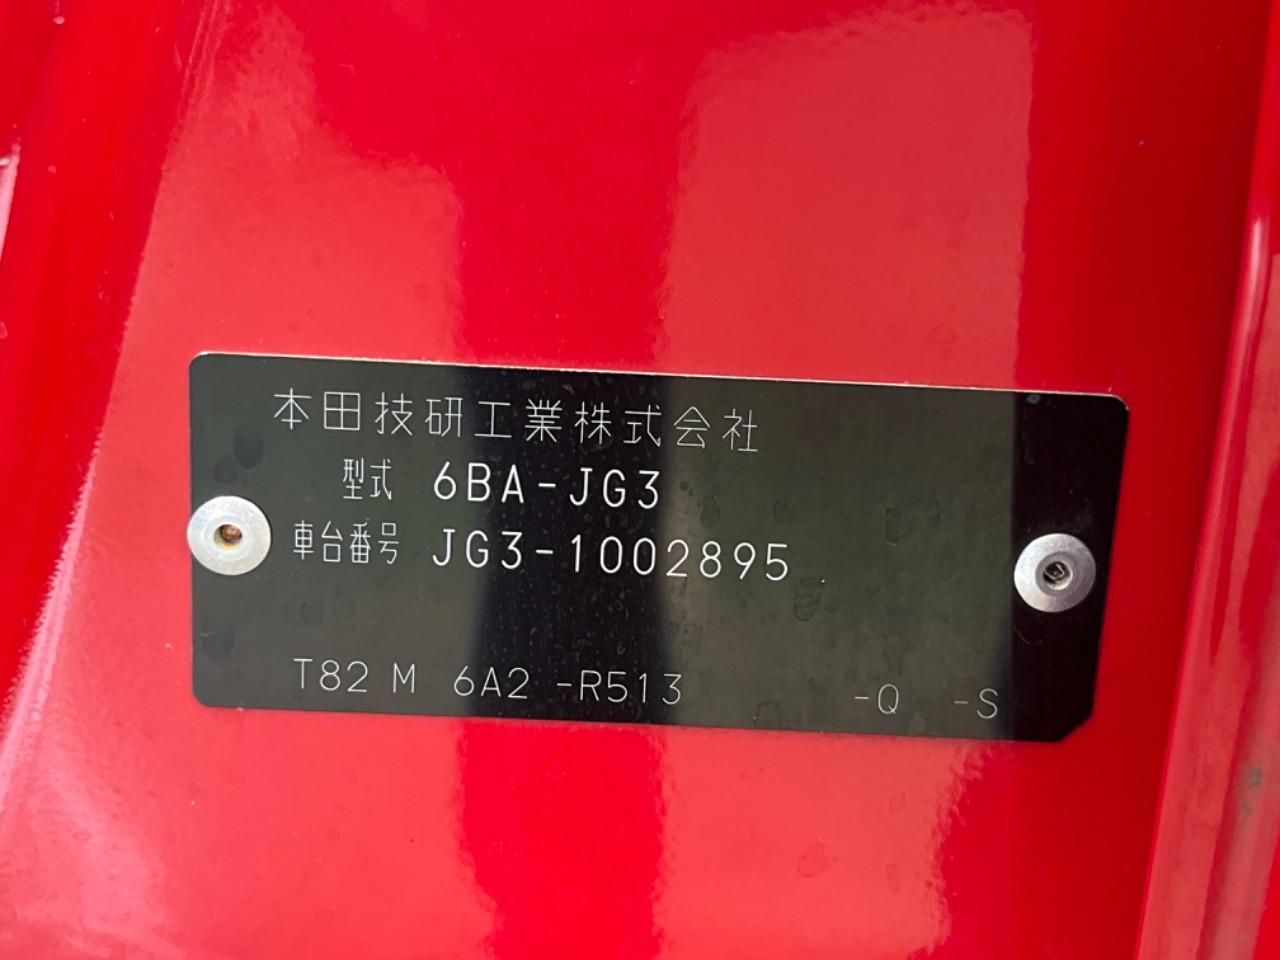 本田技研工業株式会社
型式 6BA-JG3
車台番号 JG3-1002895
T82 M 6A2 -R513 -Q -S